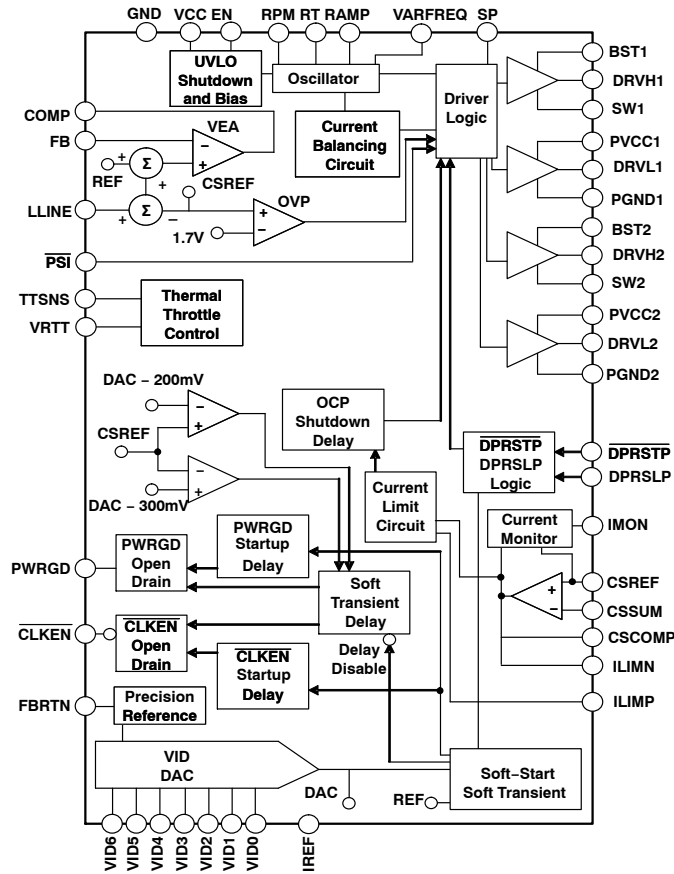 GND
VCC EN
RPM RT RAMP
VARFREQ
SP
UVLO
Shutdown
and Bias
Oscillator
Driver
Logic
Current
Balancing
Circuit
BST1
DRVH1
SW1
PVCC1
DRVL1
PGND1
BST2
DRVH2
SW2
PVCC2
DRVL2
PGND2
COMP
FB
VEA
−
+
REF
+
Σ
+
CSREF
OVP
LLINE
+
Σ
−
+
−
1.7V
PSI
TTSNS
VRTT
Thermal
Throttle
Control
DAC − 200mV
−
+
CSREF
−
+
DAC − 300mV
OCP
Shutdown
Delay
Current
Limit
Circuit
DPRSTP
DPRSLP
Logic
DPRSTP
DPRSLP
Current
Monitor
IMON
+
−
CSREF
CSSUM
CSCOMP
ILIMN
ILIMP
PWRGD
PWRGD
Open
Drain
PWRGD
Startup
Delay
Soft
Transient
Delay
Delay
Disable
CLKEN
CLKEN
Open
Drain
CLKEN
Startup
Delay
FBRTN
Precision
Reference
VID
DAC
DAC
REF
Soft−Start
Soft Transient
VID6
VID5
VID4
VID3
VID2
VID1
VID0
IREF